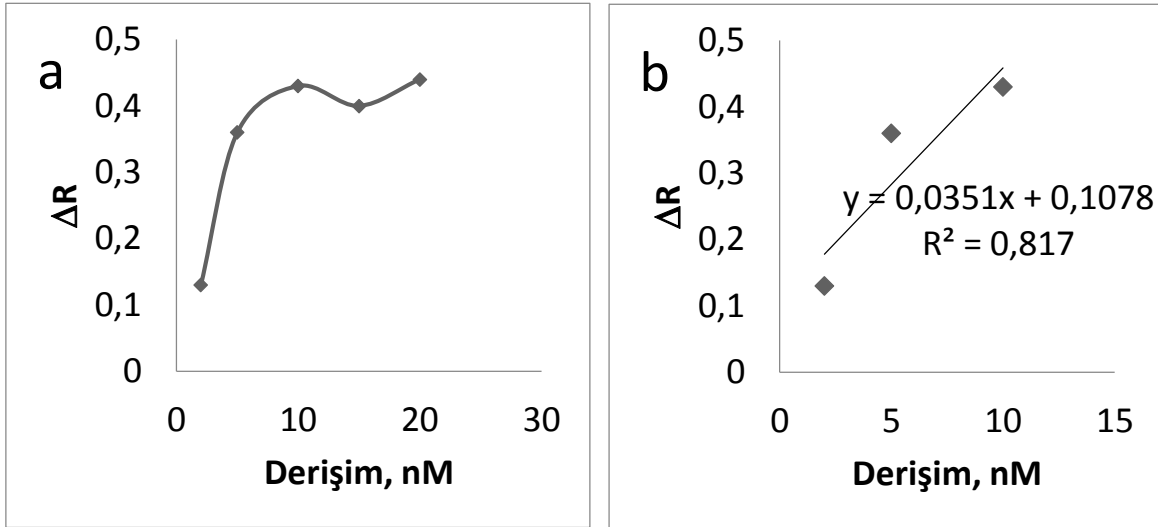 a
0,5
0,4
0,3
0,2
0,1
0
ΔR
0 10 20 30
Derişim, nM
b
0,5
0,4
0,3
0,2
0,1
0
ΔR
y = 0,0351x + 0,1078
R² = 0,817
0 5 10 15
Derişim, nM